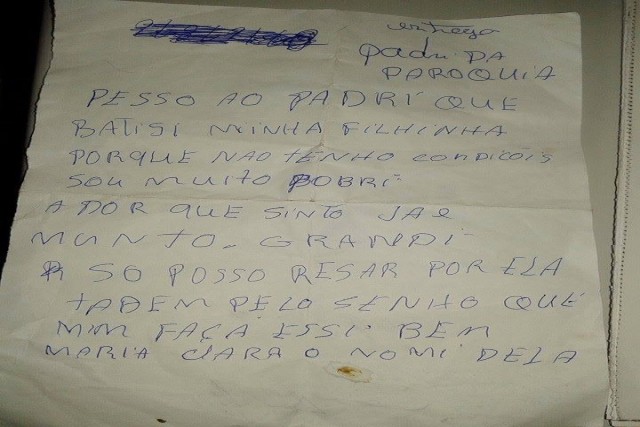 entrega
padri DA
PAROQUIA
PESSO AO PADRI QUE
BATISI MINHA FILHINHA
PORQUE NAO TENHO CONDICOIS
SOU MUITO POBRI
A DOR QUE SINTO JA E
MUNTO. GRANDI
SO POSSO RESAR POR ELA
TADEM PELO SENHO QUE
MIM FAÇA ESSI BEM
MARIA CLARA O NOMI DELA